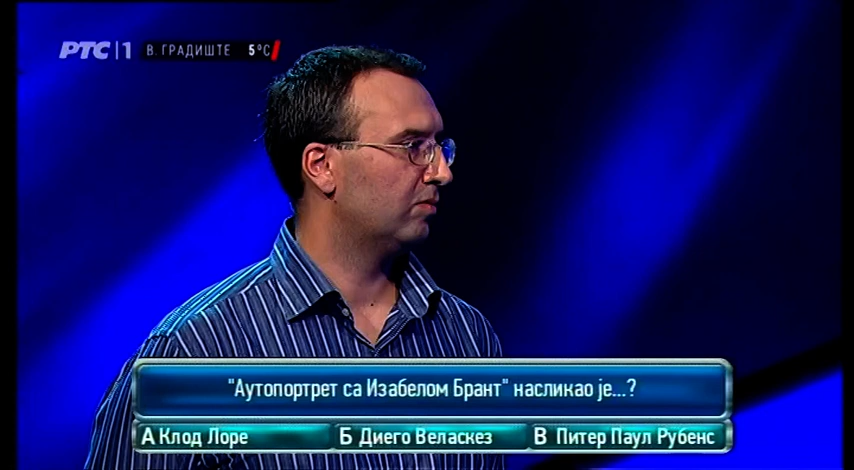 РТС|1 В. ГРАДИШТЕ 5°C
"Аутопортрет са Изабелом Брант" насликао је...?
А Клод Лоре Б Диего Веласкез В Питер Паул Рубенс